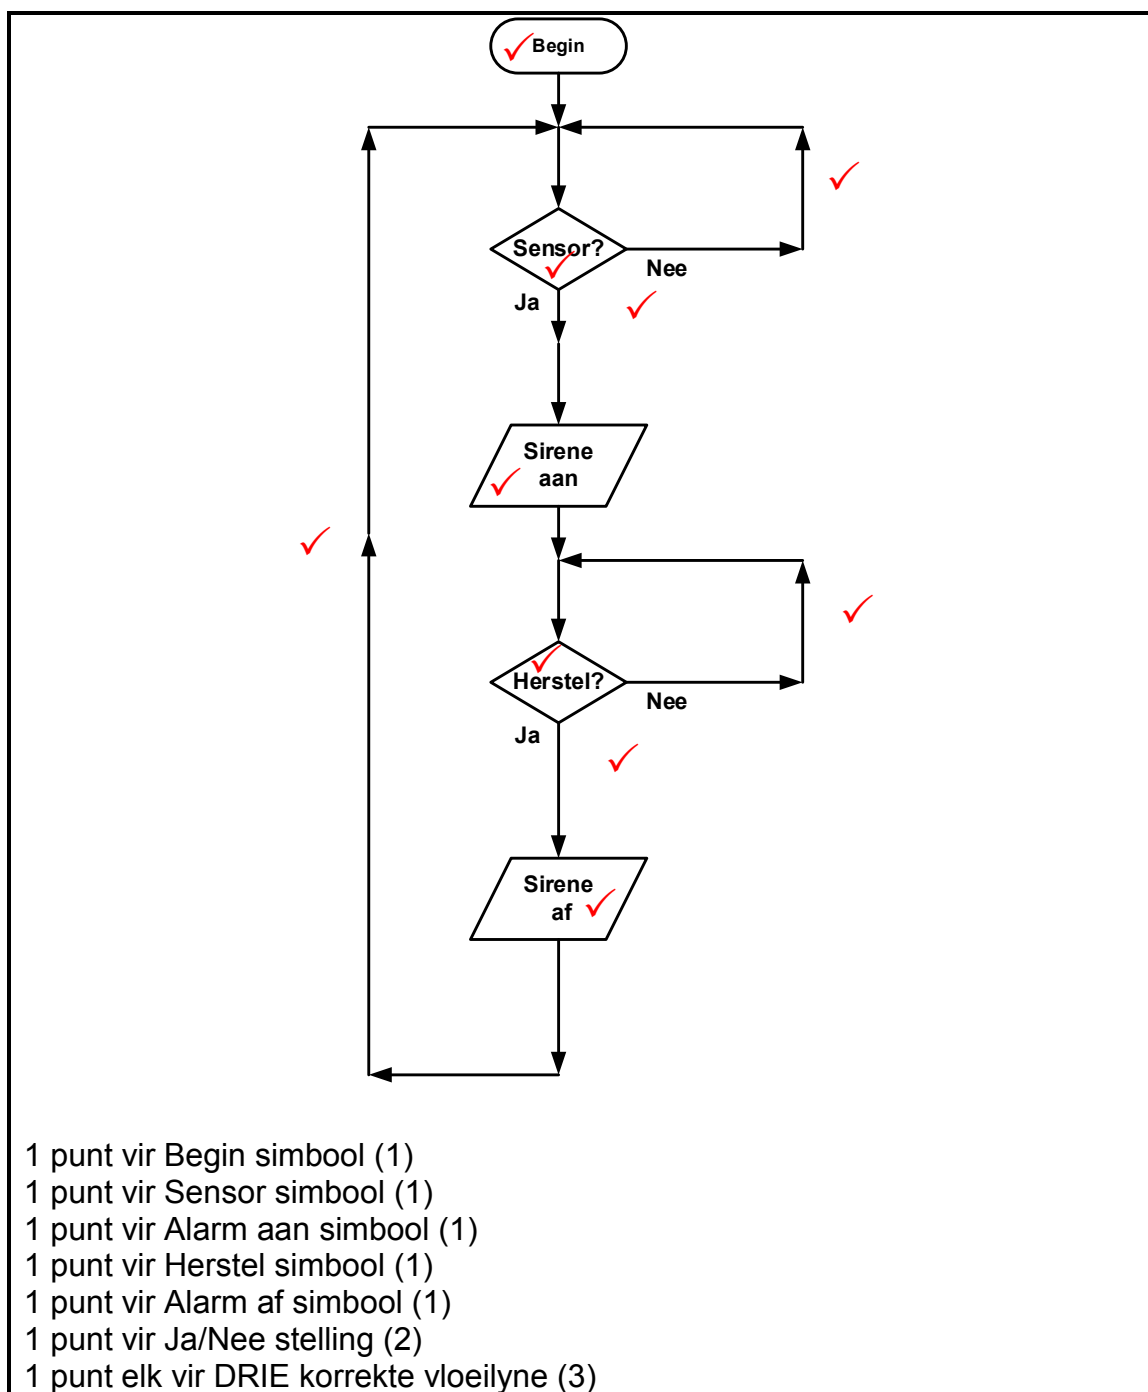 Begin
Sensor?
Nee
Ja
Sirene
aan
Herstel?
Nee
Ja
Sirene
af
1 punt vir Begin simbool (1)
1 punt vir Sensor simbool (1)
1 punt vir Alarm aan simbool (1)
1 punt vir Herstel simbool (1)
1 punt vir Alarm af simbool (1)
1 punt vir Ja/Nee stelling (2)
1 punt elk vir DRIE korrekte vloeilyne (3)